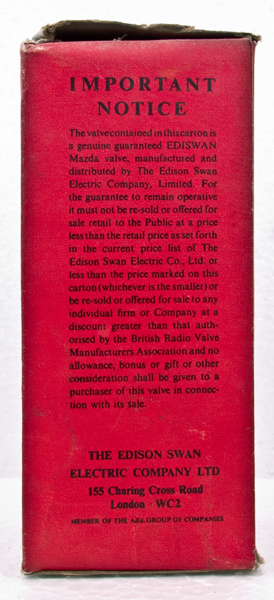 IMPORTANT
NOTICE
The valve contained in this carton is
a genuine guaranteed EDISWAN
Mazda valve, manufactured and
distributed by The Edison Swan
Electric Company, Limited. For
the guarantee to remain operative
it must not be re-sold or offered for
sale retail to the Public at a price
less than the retail price as set forth
in the current price list of The
Edison Swan Electric Co., Ltd. or
less than the price marked on this
carton (whichever is the smaller) or
be re-sold or offered for sale to any
individual firm or Company at a
discount greater than that auth-
orised by the British Radio Valve
Manufacturers Association and no
allowance, bonus or gift or other
consideration shall be given to a
purchaser of this valve in connec-
tion with its sale.
THE EDISON SWAN
ELECTRIC COMPANY LTD
155 Charing Cross Road
London · WC2
MEMBER OF THE A.E.I. GROUP OF COMPANIES